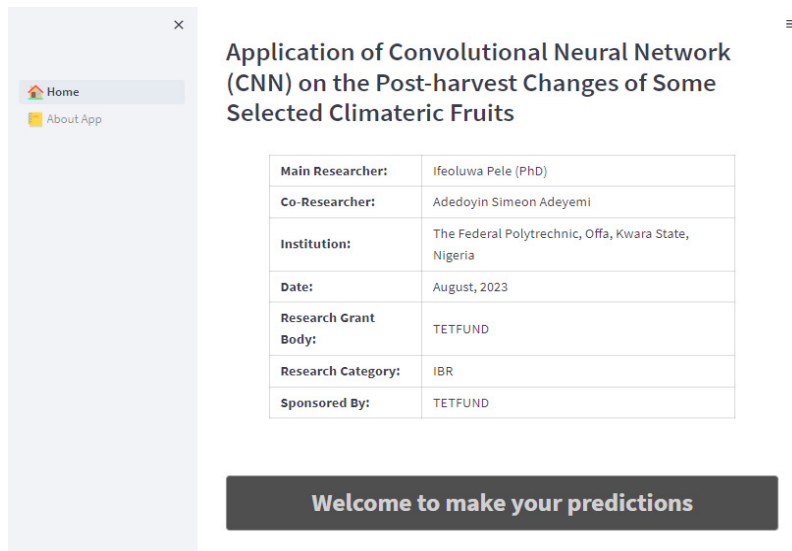 Home
About App
Application of Convolutional Neural Network
(CNN) on the Post-harvest Changes of Some
Selected Climateric Fruits
Main Researcher: Ifeoluwa Pele (PhD)
Co-Researcher: Adedoyin Simeon Adeyemi
Institution: The Federal Polytrechnic, Offa, Kwara State,
Nigeria
Date: August, 2023
Research Grant
Body: TETFUND
Research Category: IBR
Sponsored By: TETFUND
Welcome to make your predictions